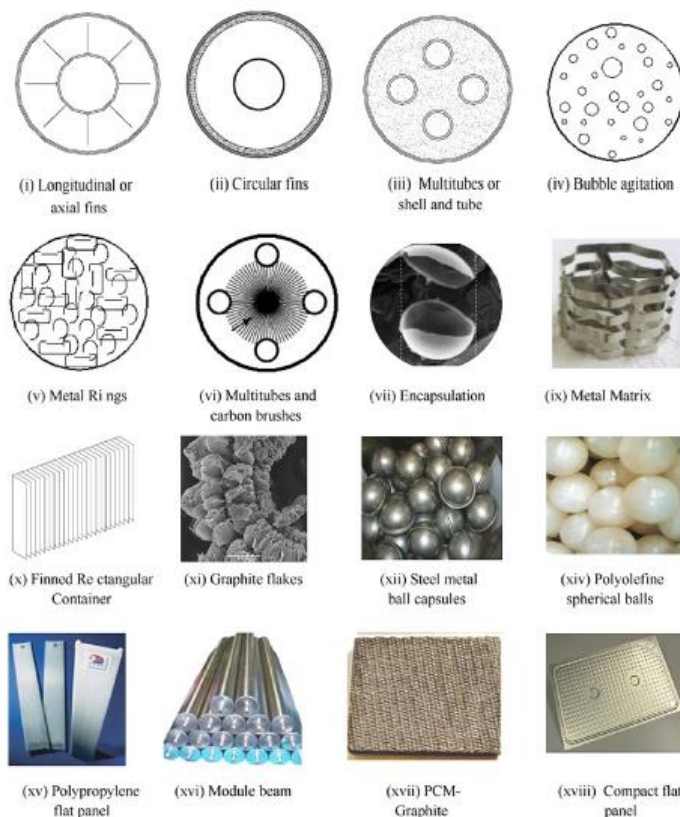 (i) Longitudinal or
axial fins
(ii) Circular fins
(iii) Multitubes or
shell and tube
(iv) Bubble agitation
(v) Metal Ri ngs
(vi) Multitubes and
carbon brushes
(vii) Encapsulation
(ix) Metal Matrix
(x) Finned Re ctangular
Container
(xi) Graphite flakes
(xii) Steel metal
ball capsules
(xiv) Polyolefine
spherical balls
(xv) Polypropylene
flat panel
(xvi) Module beam
(xvii) PCM-
Graphite
(xviii) Compact flat
panel